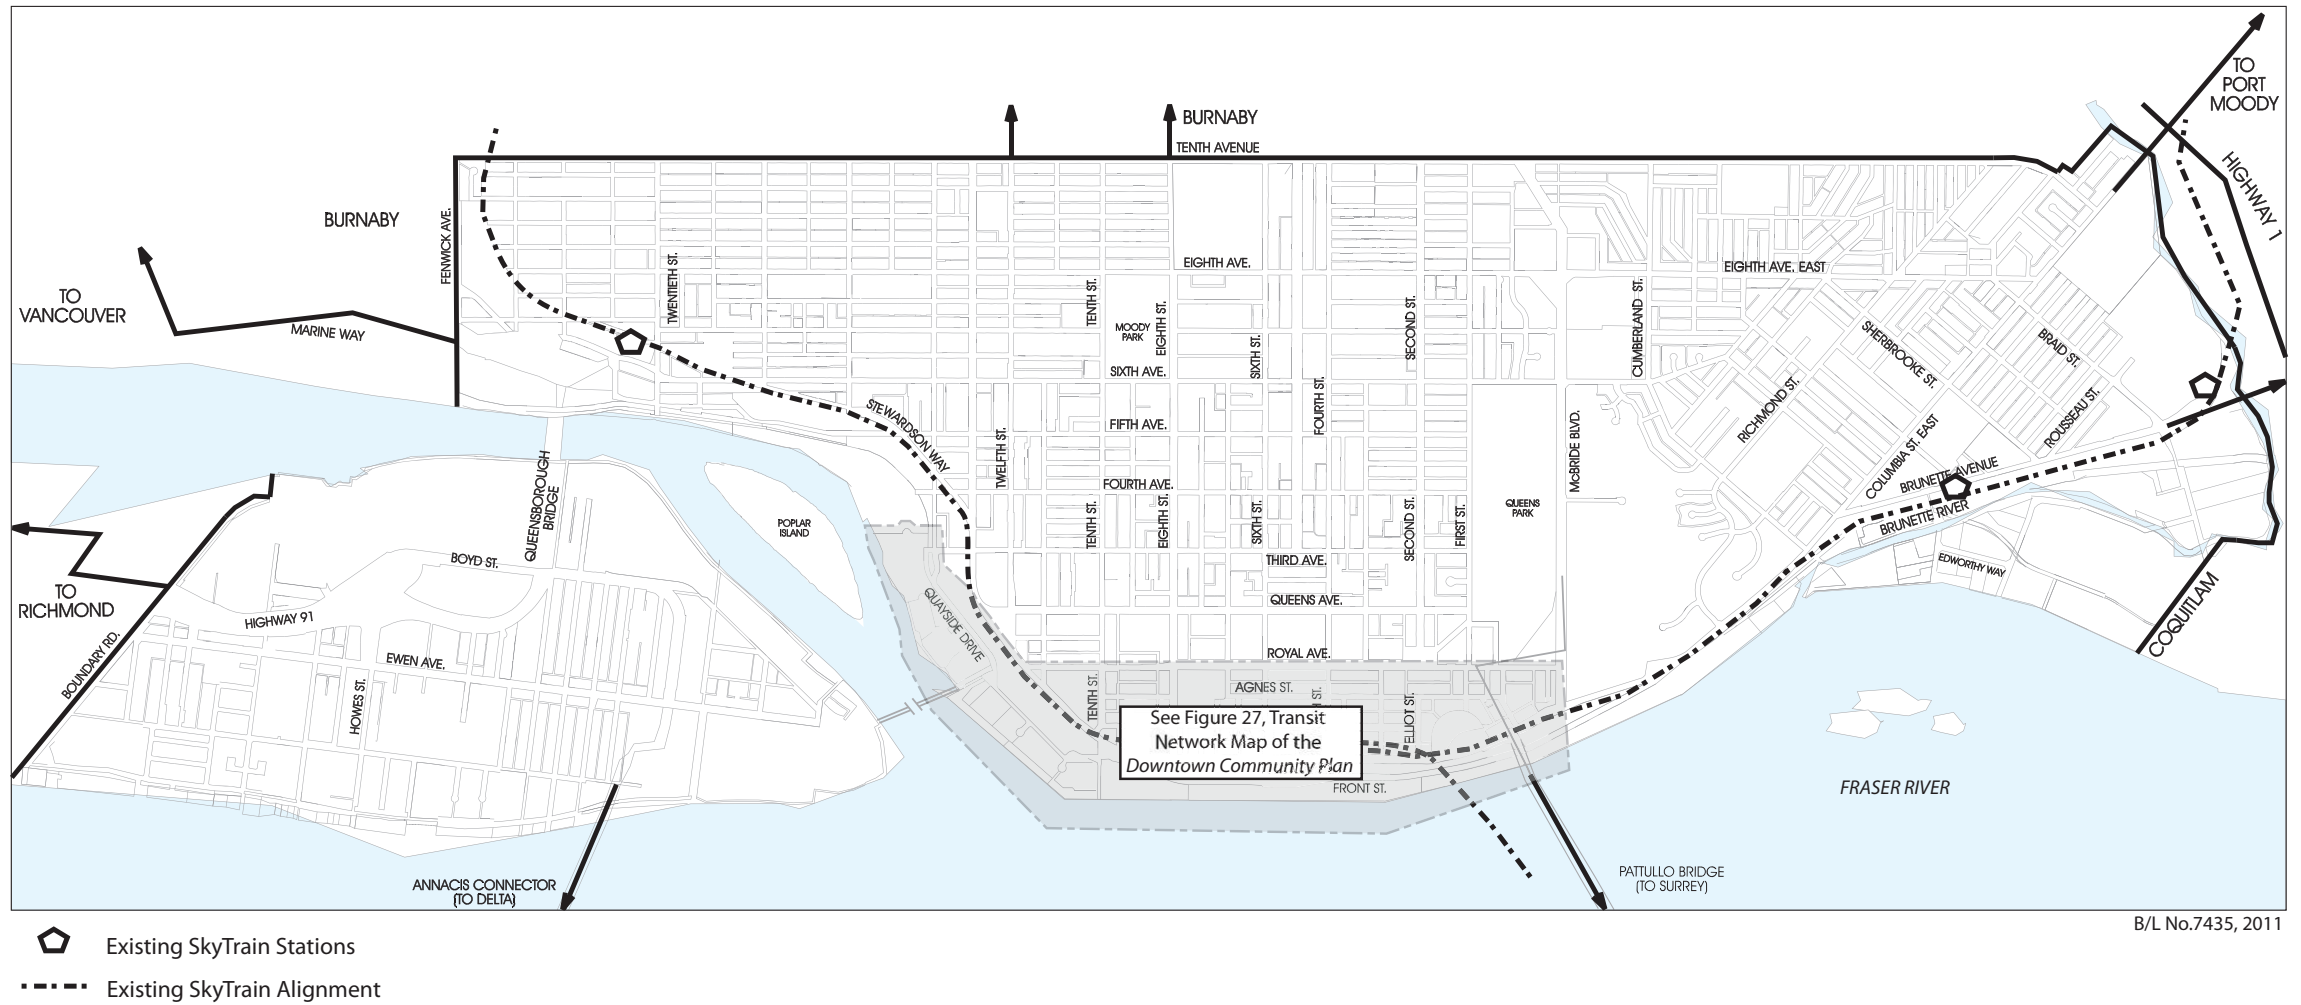 TO
PORT
MOODY
BURNABY
TENTH AVENUE
HIGHWAY 1
BURNABY
FENWICK AVE.
TO
VANCOUVER
MARINE WAY
TWENTIETH ST.
EIGHTH AVE.
EIGHTH AVE. EAST
TENTH ST.
MOODY
PARK
EIGHTH ST.
SIXTH ST.
SECOND ST.
CUMBERLAND ST.
SHERBROOKE ST.
BRAID ST.
SIXTH AVE.
FOURTH ST.
RICHMOND ST.
ROUSSEAU ST.
STEWARDSON WAY
TWELFTH ST.
FIFTH AVE.
McBRIDE BLVD.
COLUMBIA ST. EAST
BRUNETTE AVENUE
BRUNETTE RIVER
QUEENSBOROUGH
BRIDGE
POPLAR
ISLAND
FOURTH AVE.
TENTH ST.
EIGHTH ST.
SIXTH ST.
SECOND ST.
FIRST ST.
QUEENS
PARK
THIRD AVE.
EDWORTHY WAY
BOYD ST.
TO
RICHMOND
HIGHWAY 91
QUAYSIDE DRIVE
QUEENS AVE.
COQUITLAM
BOUNDARY RD.
EWEN AVE.
HOWES ST.
ROYAL AVE.
AGNES ST.
TENTH ST.
H ST.
ELLIOT ST.
See Figure 27, Transit
Network Map of the
Downtown Community Plan
FRONT ST.
FRASER RIVER
ANNACIS CONNECTOR
(TO DELTA)
PATTULLO BRIDGE
(TO SURREY)
B/L No.7435, 2011
Existing SkyTrain Stations
Existing SkyTrain Alignment